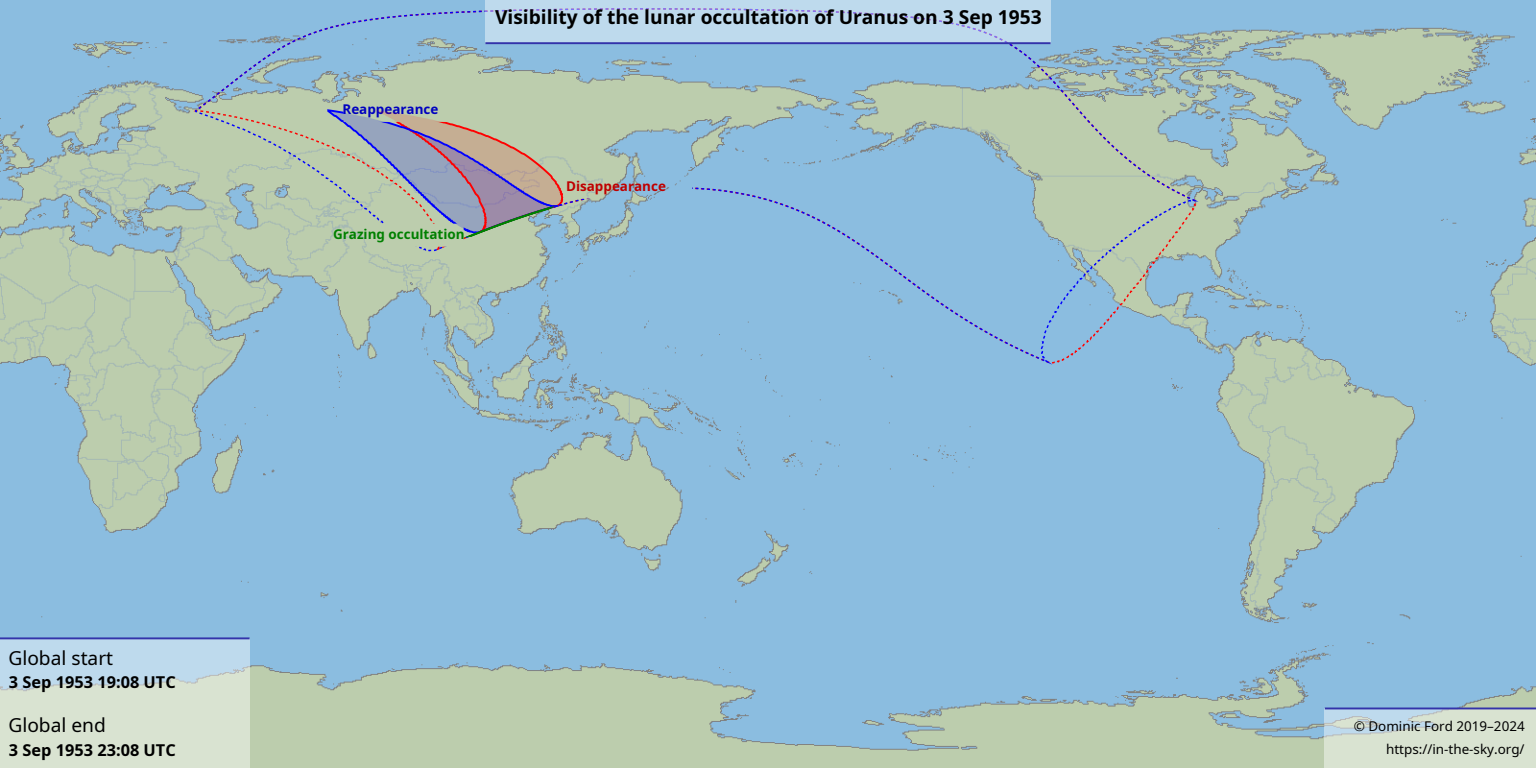 Visibility of the lunar occultation of Uranus on 3 Sep 1953
Reappearance
Disappearance
Grazing occultation
Global start
3 Sep 1953 19:08 UTC
Global end
3 Sep 1953 23:08 UTC
© Dominic Ford 2019–2024
https://in-the-sky.org/